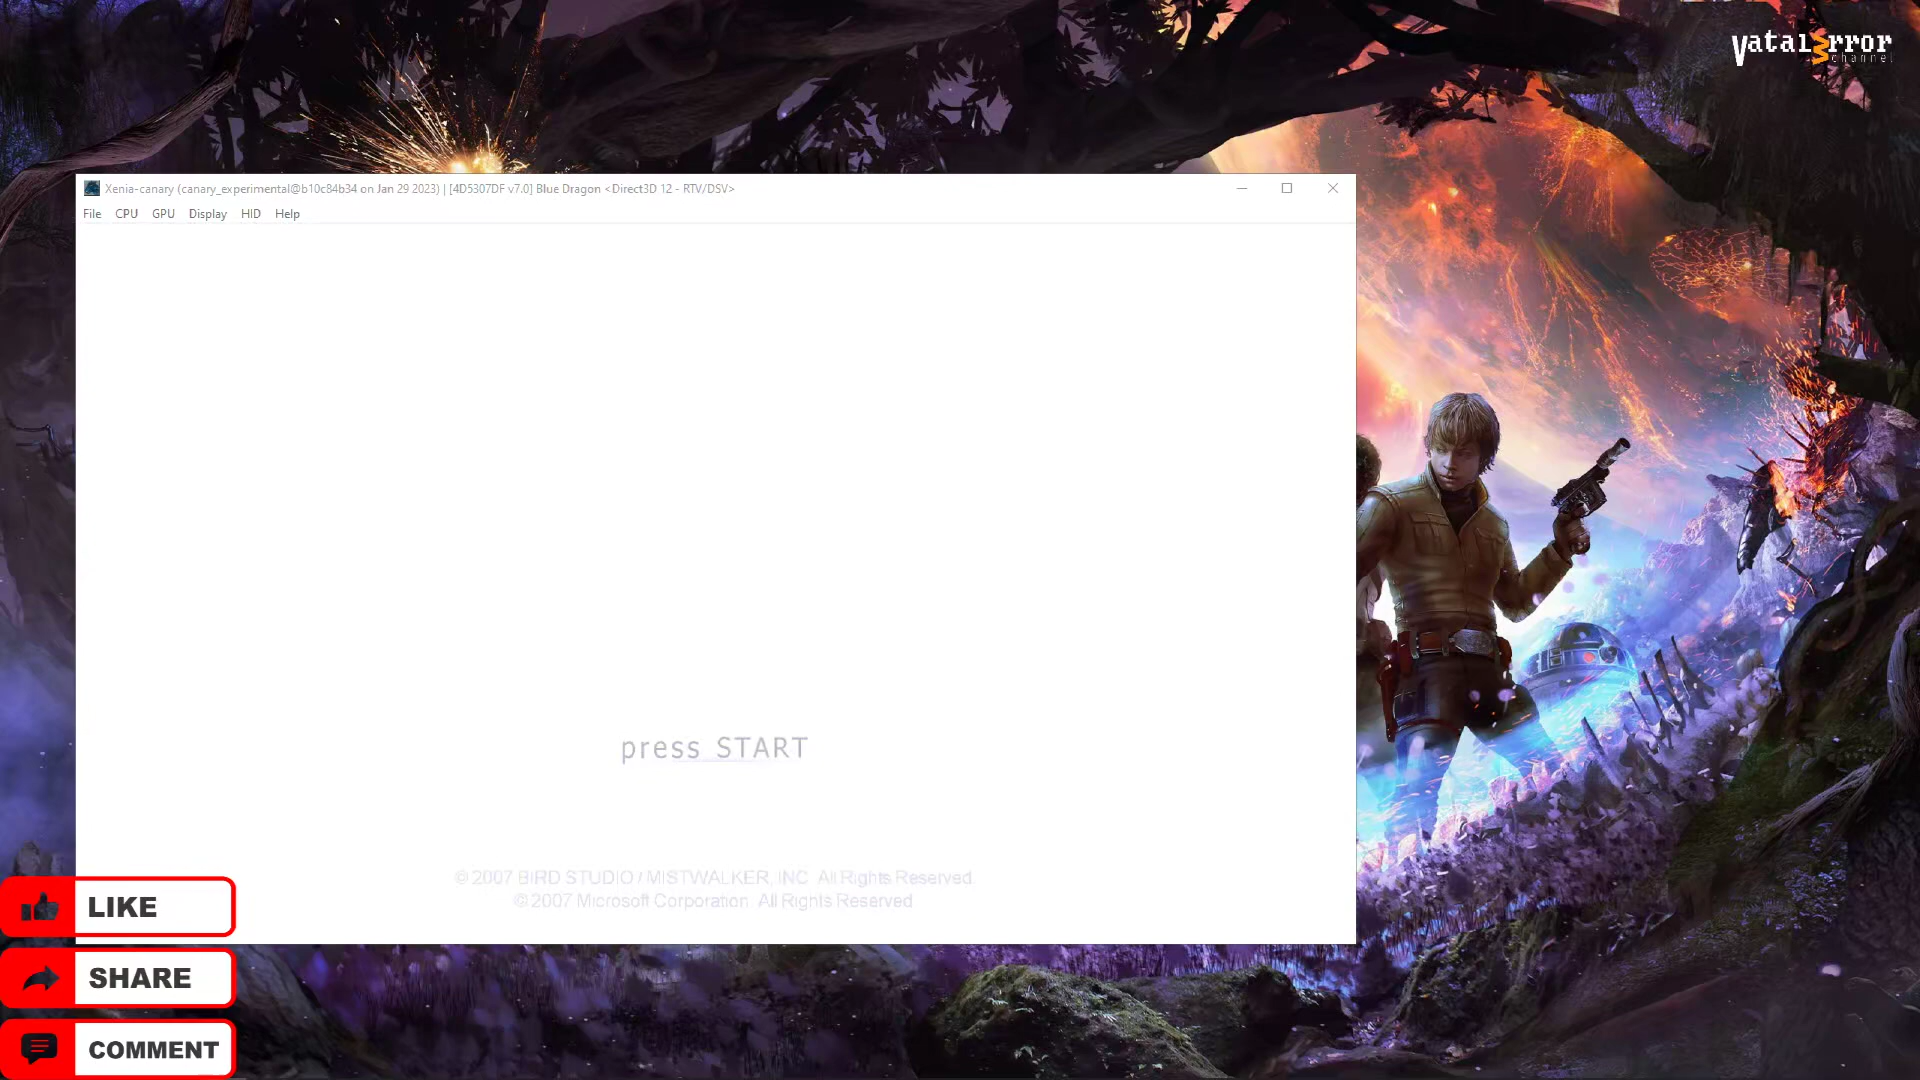 Vatal3rror
channel
Xenia-canary (canary_experimental@b10c84b34 on Jan 29 2023) | [4D5307DF v7.0] Blue Dragon <Direct3D 12 - RTV/DSV>
File CPU GPU Display HID Help
press START
© 2007 BIRD STUDIO / MISTWALKER, INC All Rights Reserved.
© 2007 Microsoft Corporation All Rights Reserved
LIKE
SHARE
COMMENT